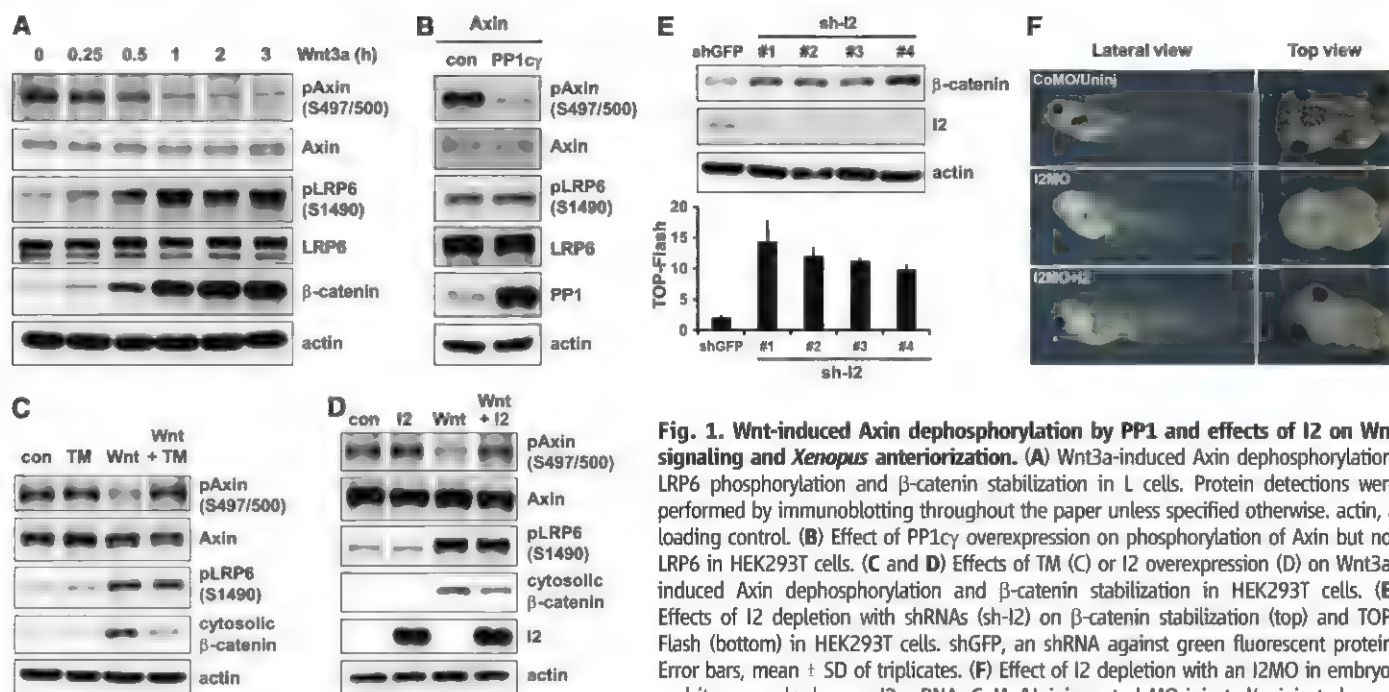 A
0 0.25 0.5 1 2 3 Wnt3a (h)
pAxin
(S497/500)
Axin
pLRP6
(S1490)
LRP6
β-catenin
actin
B
Axin
con PP1cγ
pAxin
(S497/500)
Axin
pLRP6
(S1490)
LRP6
PP1
actin
E
sh-I2
shGFP #1 #2 #3 #4
β-catenin
I2
actin
TOP-Flash
20
15
10
5
0
shGFP #1 #2 #3 #4
sh-I2
F
Lateral view Top view
CoMO/Uninj
I2MO
I2MO+I2
C
con TM Wnt Wnt + TM
pAxin
(S497/500)
Axin
pLRP6
(S1490)
cytosolic
β-catenin
actin
D
con I2 Wnt Wnt + I2
pAxin
(S497/500)
Axin
pLRP6
(S1490)
cytosolic
β-catenin
I2
actin
Fig. 1. Wnt-induced Axin dephosphorylation by PP1 and effects of I2 on Wn
signaling and Xenopus anteriorization. (A) Wnt3a-induced Axin dephosphorylation
LRP6 phosphorylation and β-catenin stabilization in L cells. Protein detections wer
performed by immunoblotting throughout the paper unless specified otherwise. actin,
loading control. (B) Effect of PP1cγ overexpression on phosphorylation of Axin but no
LRP6 in HEK293T cells. (C and D) Effects of TM (C) or I2 overexpression (D) on Wnt3a
induced Axin dephosphorylation and β-catenin stabilization in HEK293T cells. (E
Effects of I2 depletion with shRNAs (sh-I2) on β-catenin stabilization (top) and TOP
Flash (bottom) in HEK293T cells. shGFP, an shRNA against green fluorescent protein
Error bars, mean ± SD of triplicates. (F) Effect of I2 depletion with an I2MO in embryo